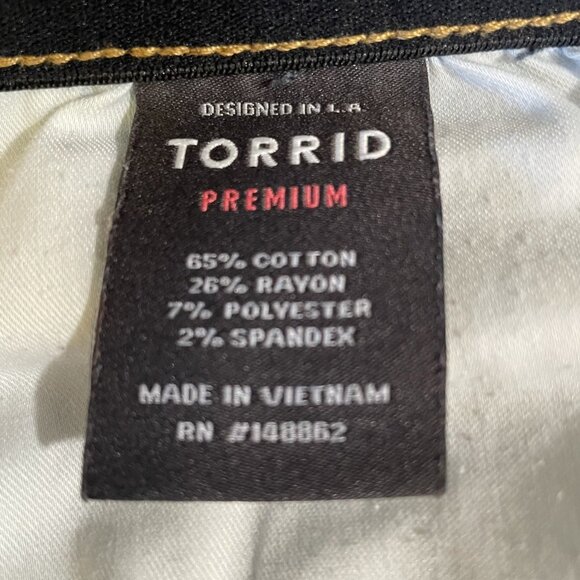 DESIGNED IN L.A.
TORRID
PREMIUM
65% COTTON
26% RAYON
7% POLYESTER
2% SPANDEX
MADE IN VIETNAM
RN #148862